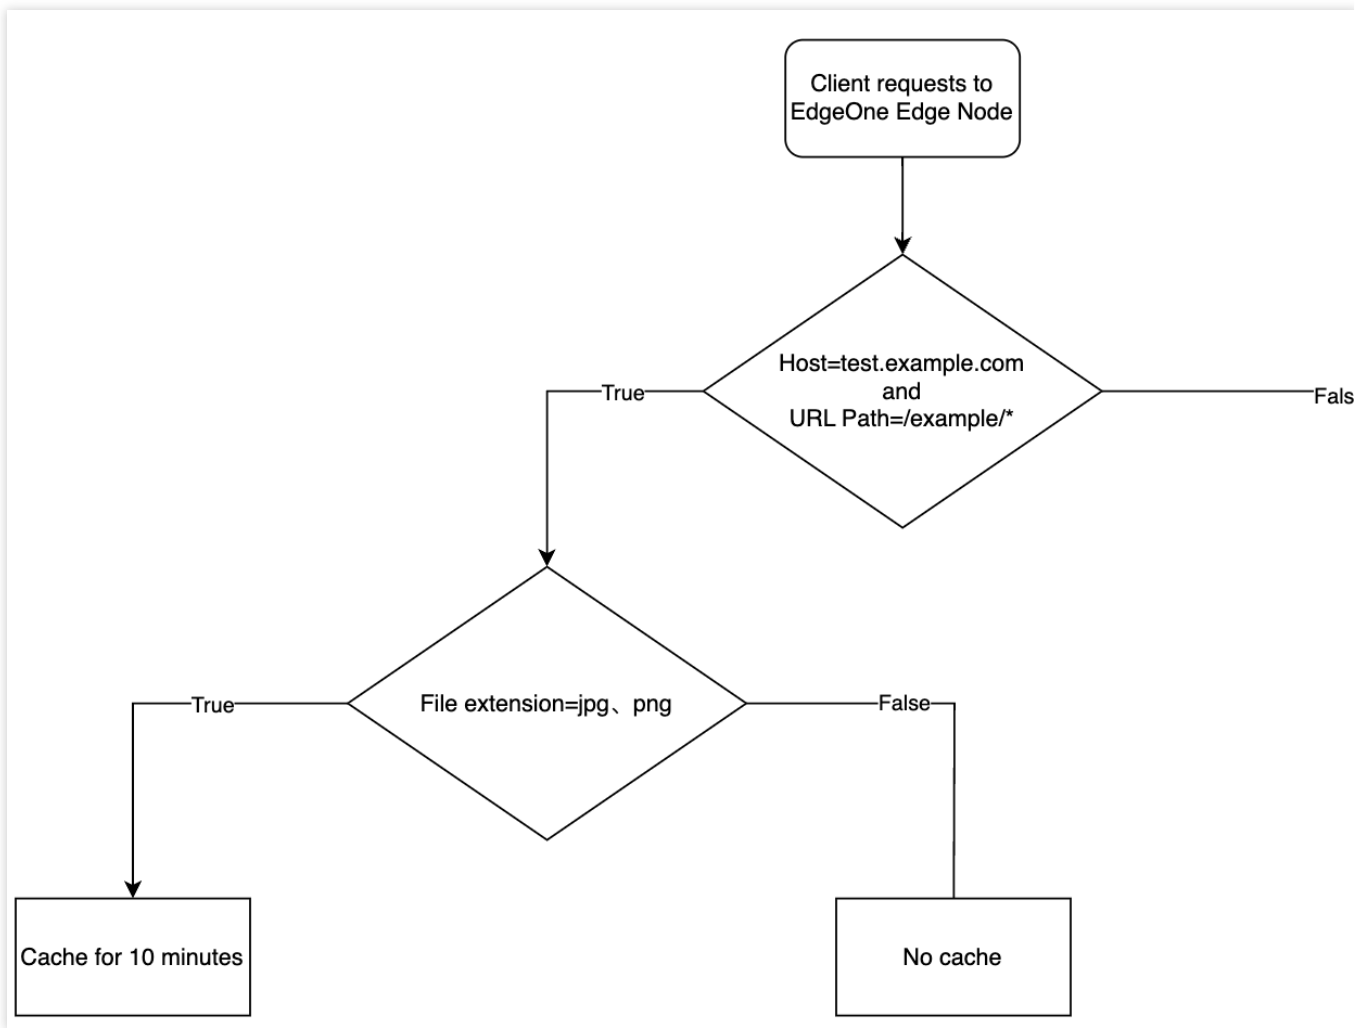 Client requests to
EdgeOne Edge Node
Host=test.example.com
and
URL Path=/example/*
True
Fals
File extension=jpg、png
True
False
Cache for 10 minutes
No cache